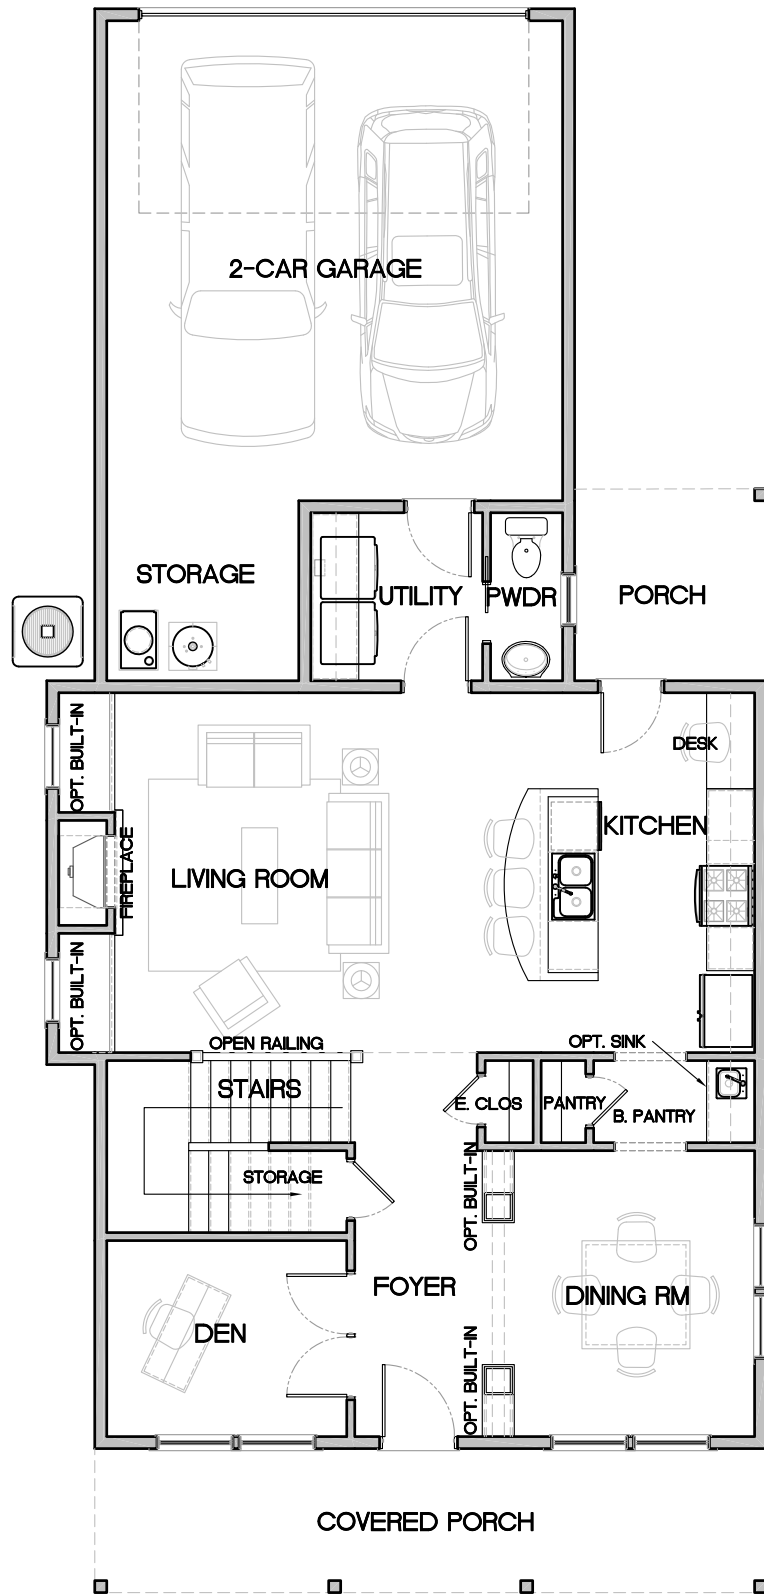 2-CAR GARAGE
STORAGE
UTILITY
PWDR
PORCH
OPT. BUILT-IN
DESK
KITCHEN
FIREPLACE
LIVING ROOM
OPT. BUILT-IN
OPEN RAILING
OPT. SINK
STAIRS
E. CLOS
PANTRY
B. PANTRY
STORAGE
OPT. BUILT-IN
FOYER
DINING RM
DEN
OPT. BUILT-IN
COVERED PORCH